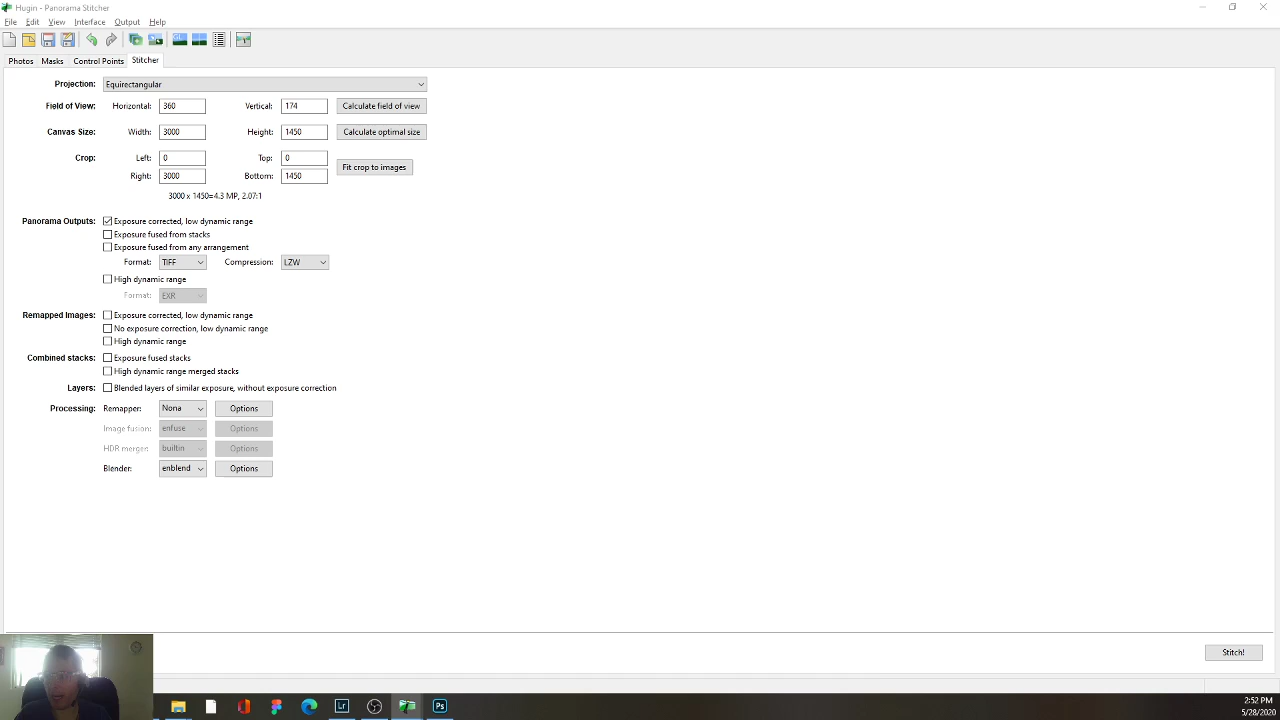 Hugin - Panorama Stitcher
File Edit View Interface Output Help
GL
Photos Masks Control Points Stitcher
Projection: Equirectangular
Field of View: Horizontal: 360 Vertical: 174 Calculate field of view
Canvas Size: Width: 3000 Height: 1450 Calculate optimal size
Crop: Left: 0 Top: 0 Fit crop to images
Right: 3000 Bottom: 1450
3000 x 1450=4.3 MP, 2.07:1
Panorama Outputs: Exposure corrected, low dynamic range
Exposure fused from stacks
Exposure fused from any arrangement
Format: TIFF Compression: LZW
High dynamic range
Format: EXR
Remapped Images: Exposure corrected, low dynamic range
No exposure correction, low dynamic range
High dynamic range
Combined stacks: Exposure fused stacks
High dynamic range merged stacks
Layers: Blended layers of similar exposure, without exposure correction
Processing: Remapper: Nona Options
Image fusion: enfuse Options
HDR merger: builtin Options
Blender: enblend Options
Stitch!
Lr Ps
2:52 PM
5/28/2020